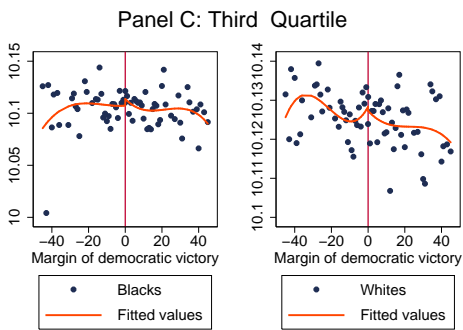 Panel C: Third Quartile
10.15
10.1
10.05
10
-40 -20 0 20 40
Margin of democratic victory
Blacks
Fitted values
10.14
10.13
10.12
10.11
10.1
-40 -20 0 20 40
Margin of democratic victory
Whites
Fitted values